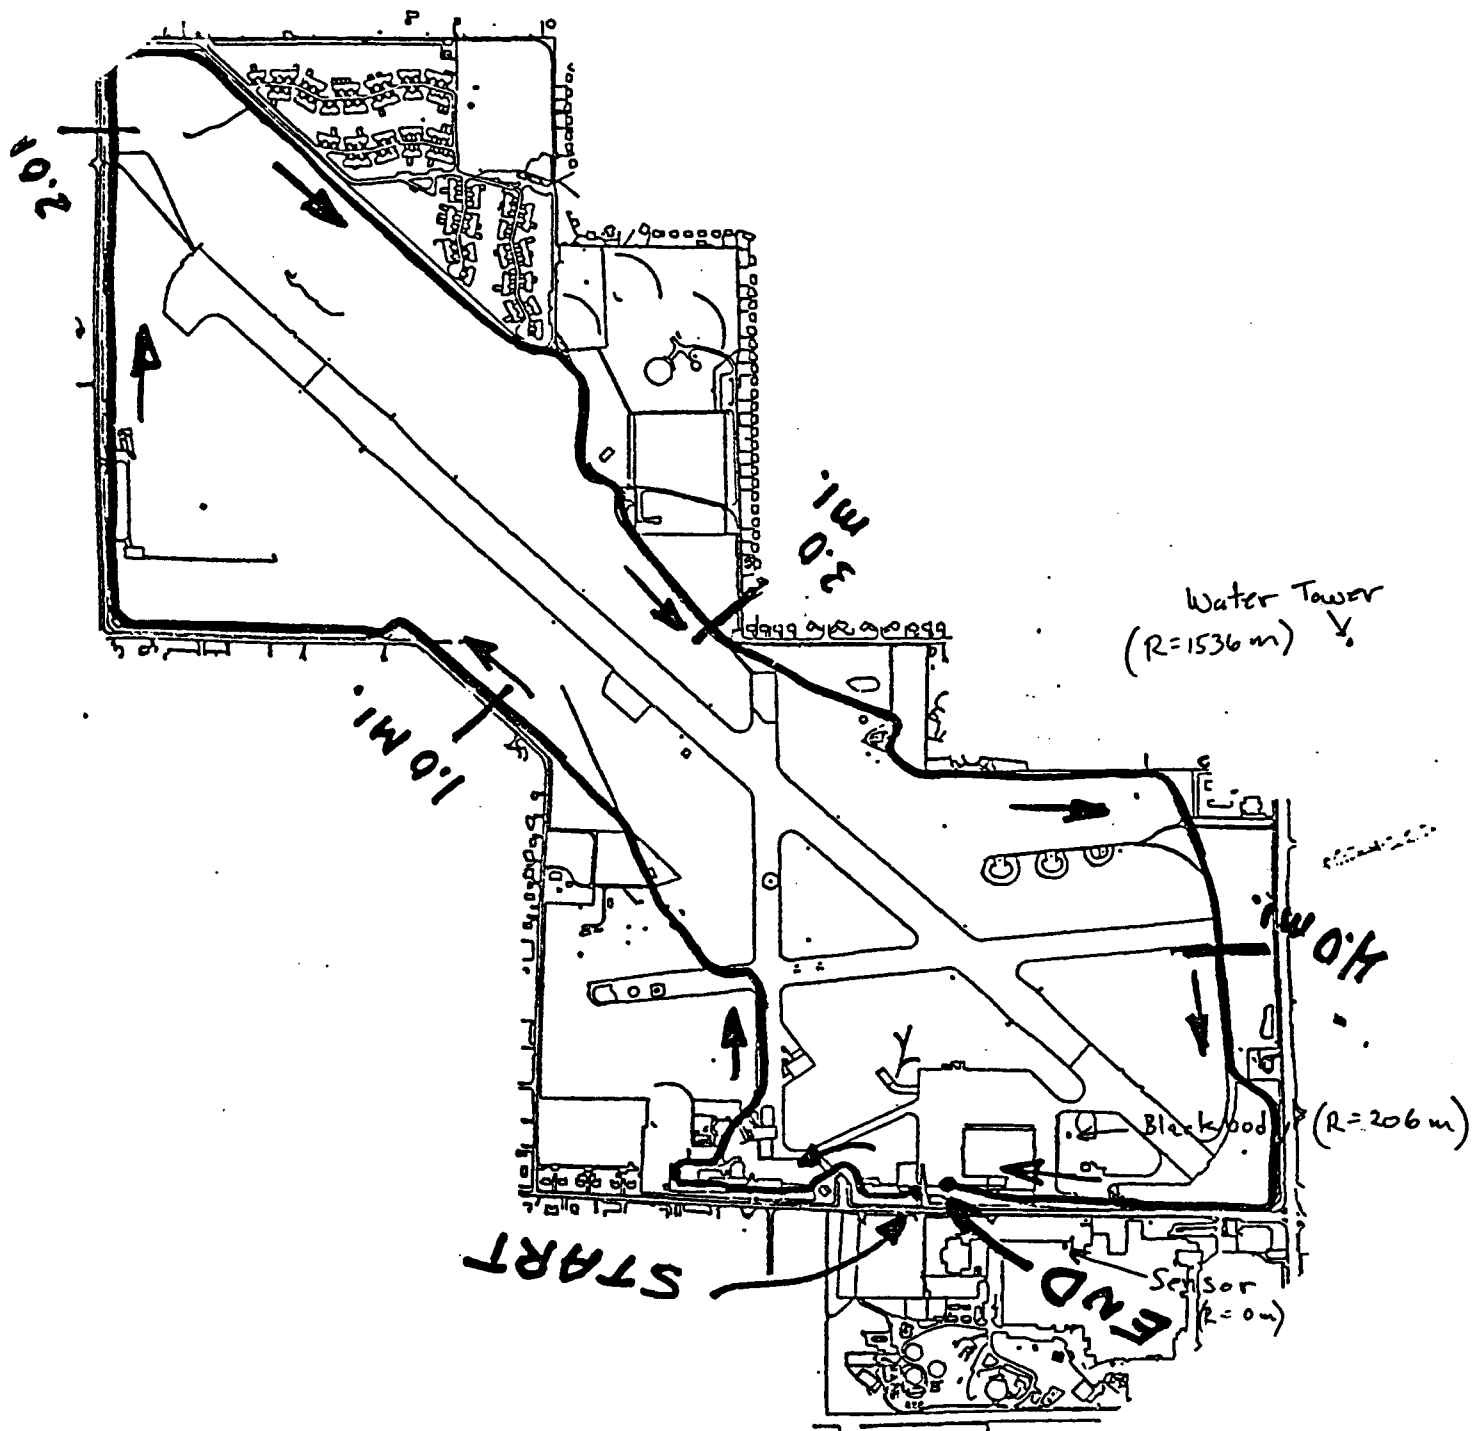 2.0
3.0
mi.
Water Tower
(R=1536 m)
1.0 MI.
4.0 mi.
Blackbody (R=206 m)
START
END
Sensor
(R=0m)